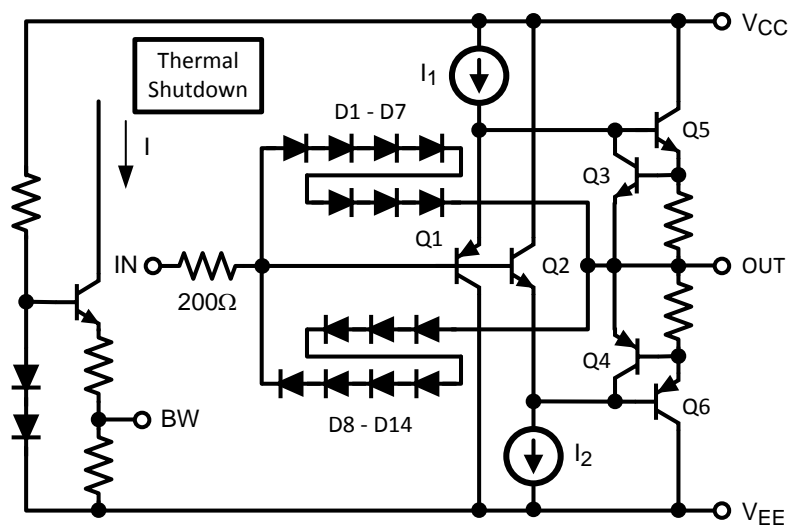 VCC
Thermal
Shutdown
I1
D1 - D7
Q5
I
Q3
Q1
IN
Q2
OUT
200Ω
Q4
Q6
BW
D8 - D14
I2
VEE